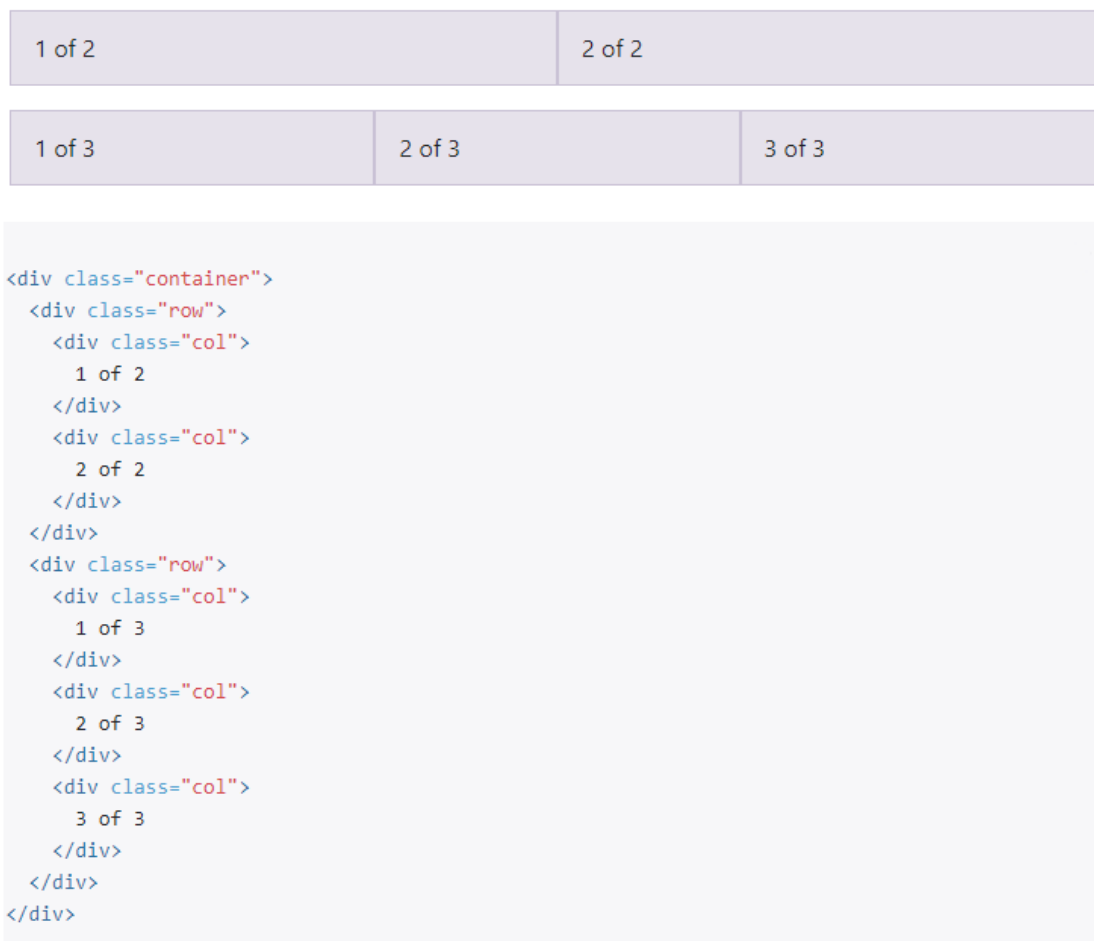 1 of 2 2 of 2
1 of 3 2 of 3 3 of 3
<div class="container">
  <div class="row">
    <div class="col">
      1 of 2
    </div>
    <div class="col">
      2 of 2
    </div>
  </div>
  <div class="row">
    <div class="col">
      1 of 3
    </div>
    <div class="col">
      2 of 3
    </div>
    <div class="col">
      3 of 3
    </div>
  </div>
</div>